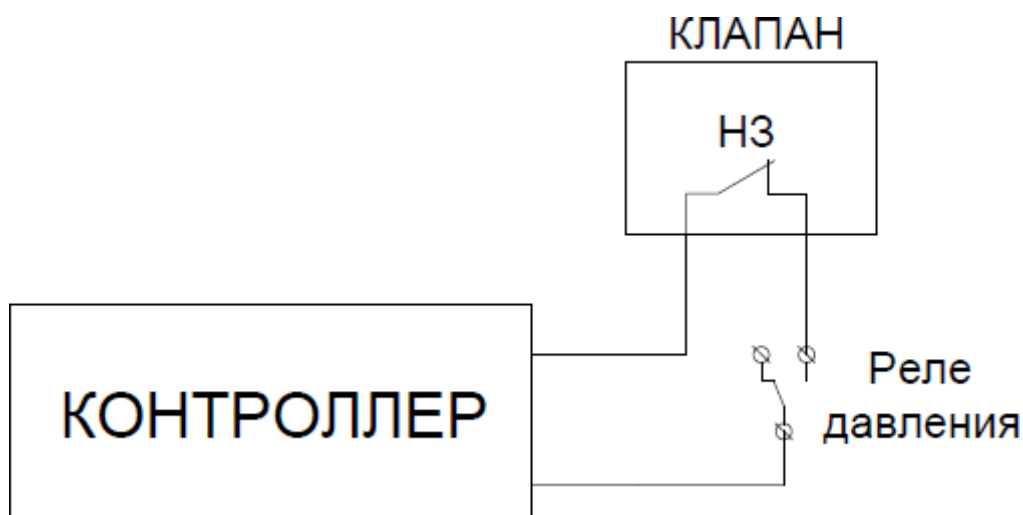 КЛАПАН
НЗ
КОНТРОЛЛЕР
Реле
давления